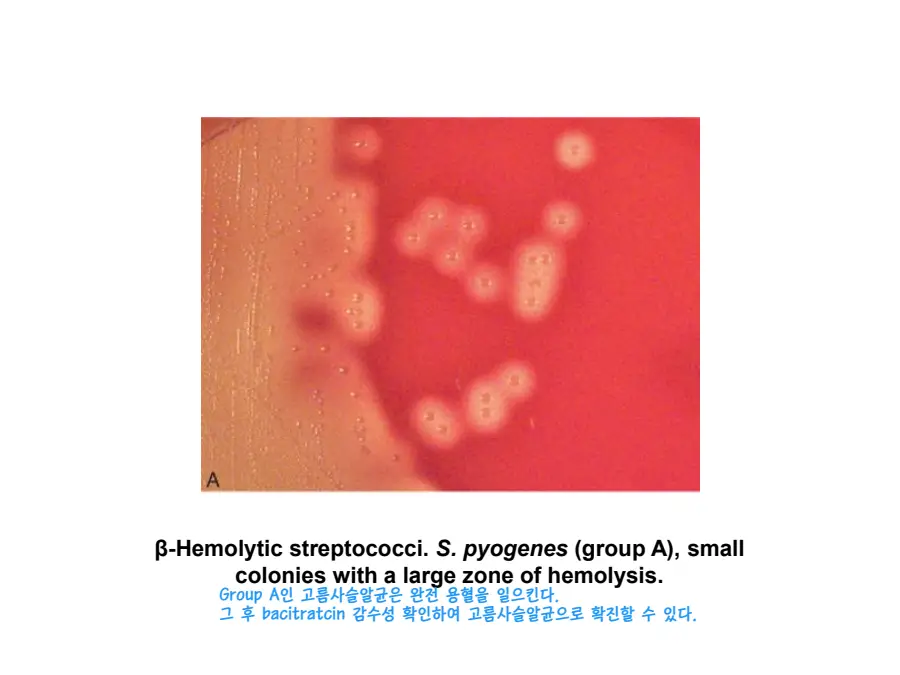 A
β-Hemolytic streptococci. S. pyogenes (group A), small
colonies with a large zone of hemolysis.
Group A인 고름사슬알균은 완전 용혈을 일으킨다.
그 후 bacitratcin 감수성 확인하여 고름사슬알균으로 확진할 수 있다.